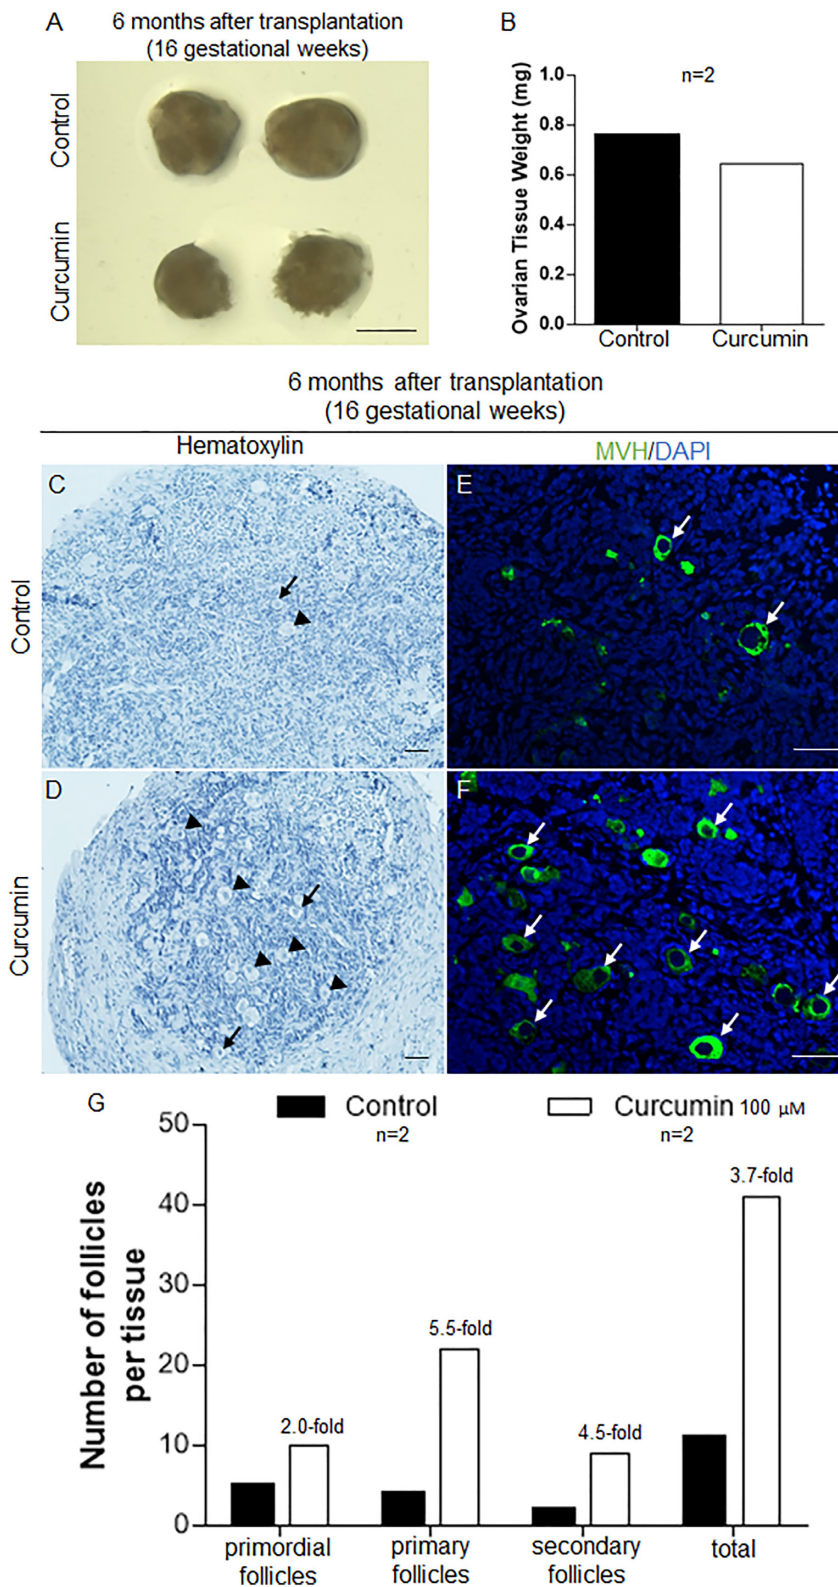 A
6 months after transplantation
(16 gestational weeks)
Control
Curcumin
B
n=2
Ovarian Tissue Weight (mg)
1.0
0.8
0.6
0.4
0.2
0.0
Control
Curcumin
6 months after transplantation
(16 gestational weeks)
Hematoxylin
MVH/DAPI
Control
C
E
Curcumin
D
F
G
Control
n=2
Curcumin 100 μM
n=2
Number of follicles
per tissue
50
40
30
20
10
0
2.0-fold
5.5-fold
4.5-fold
3.7-fold
primordial
follicles
primary
follicles
secondary
follicles
total